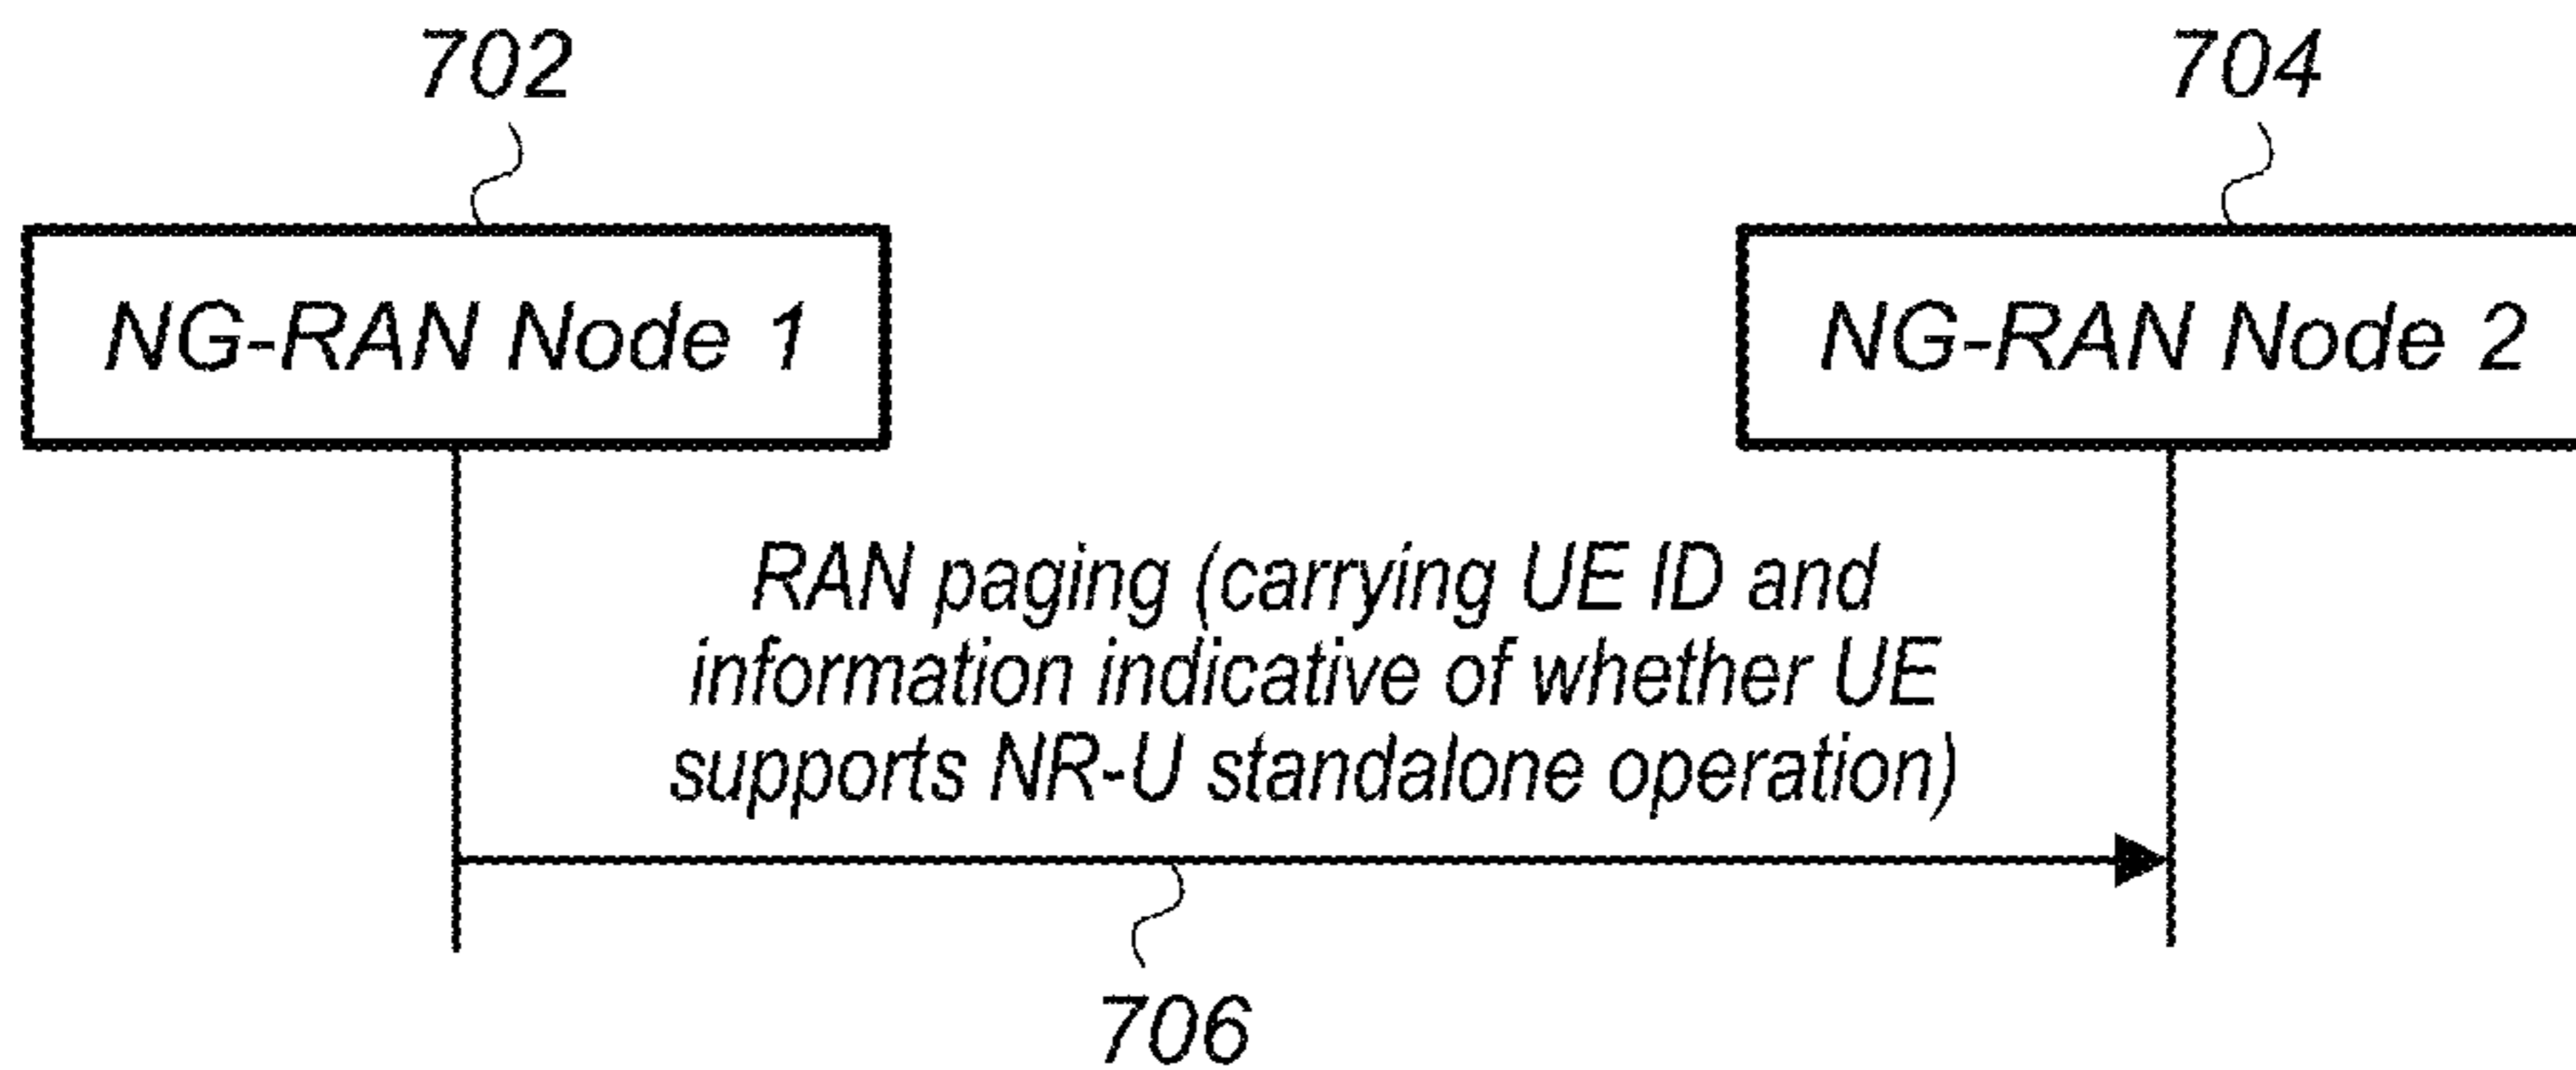 702
704
NG-RAN Node 1
NG-RAN Node 2
RAN paging (carrying UE ID and
information indicative of whether UE
supports NR-U standalone operation)
706